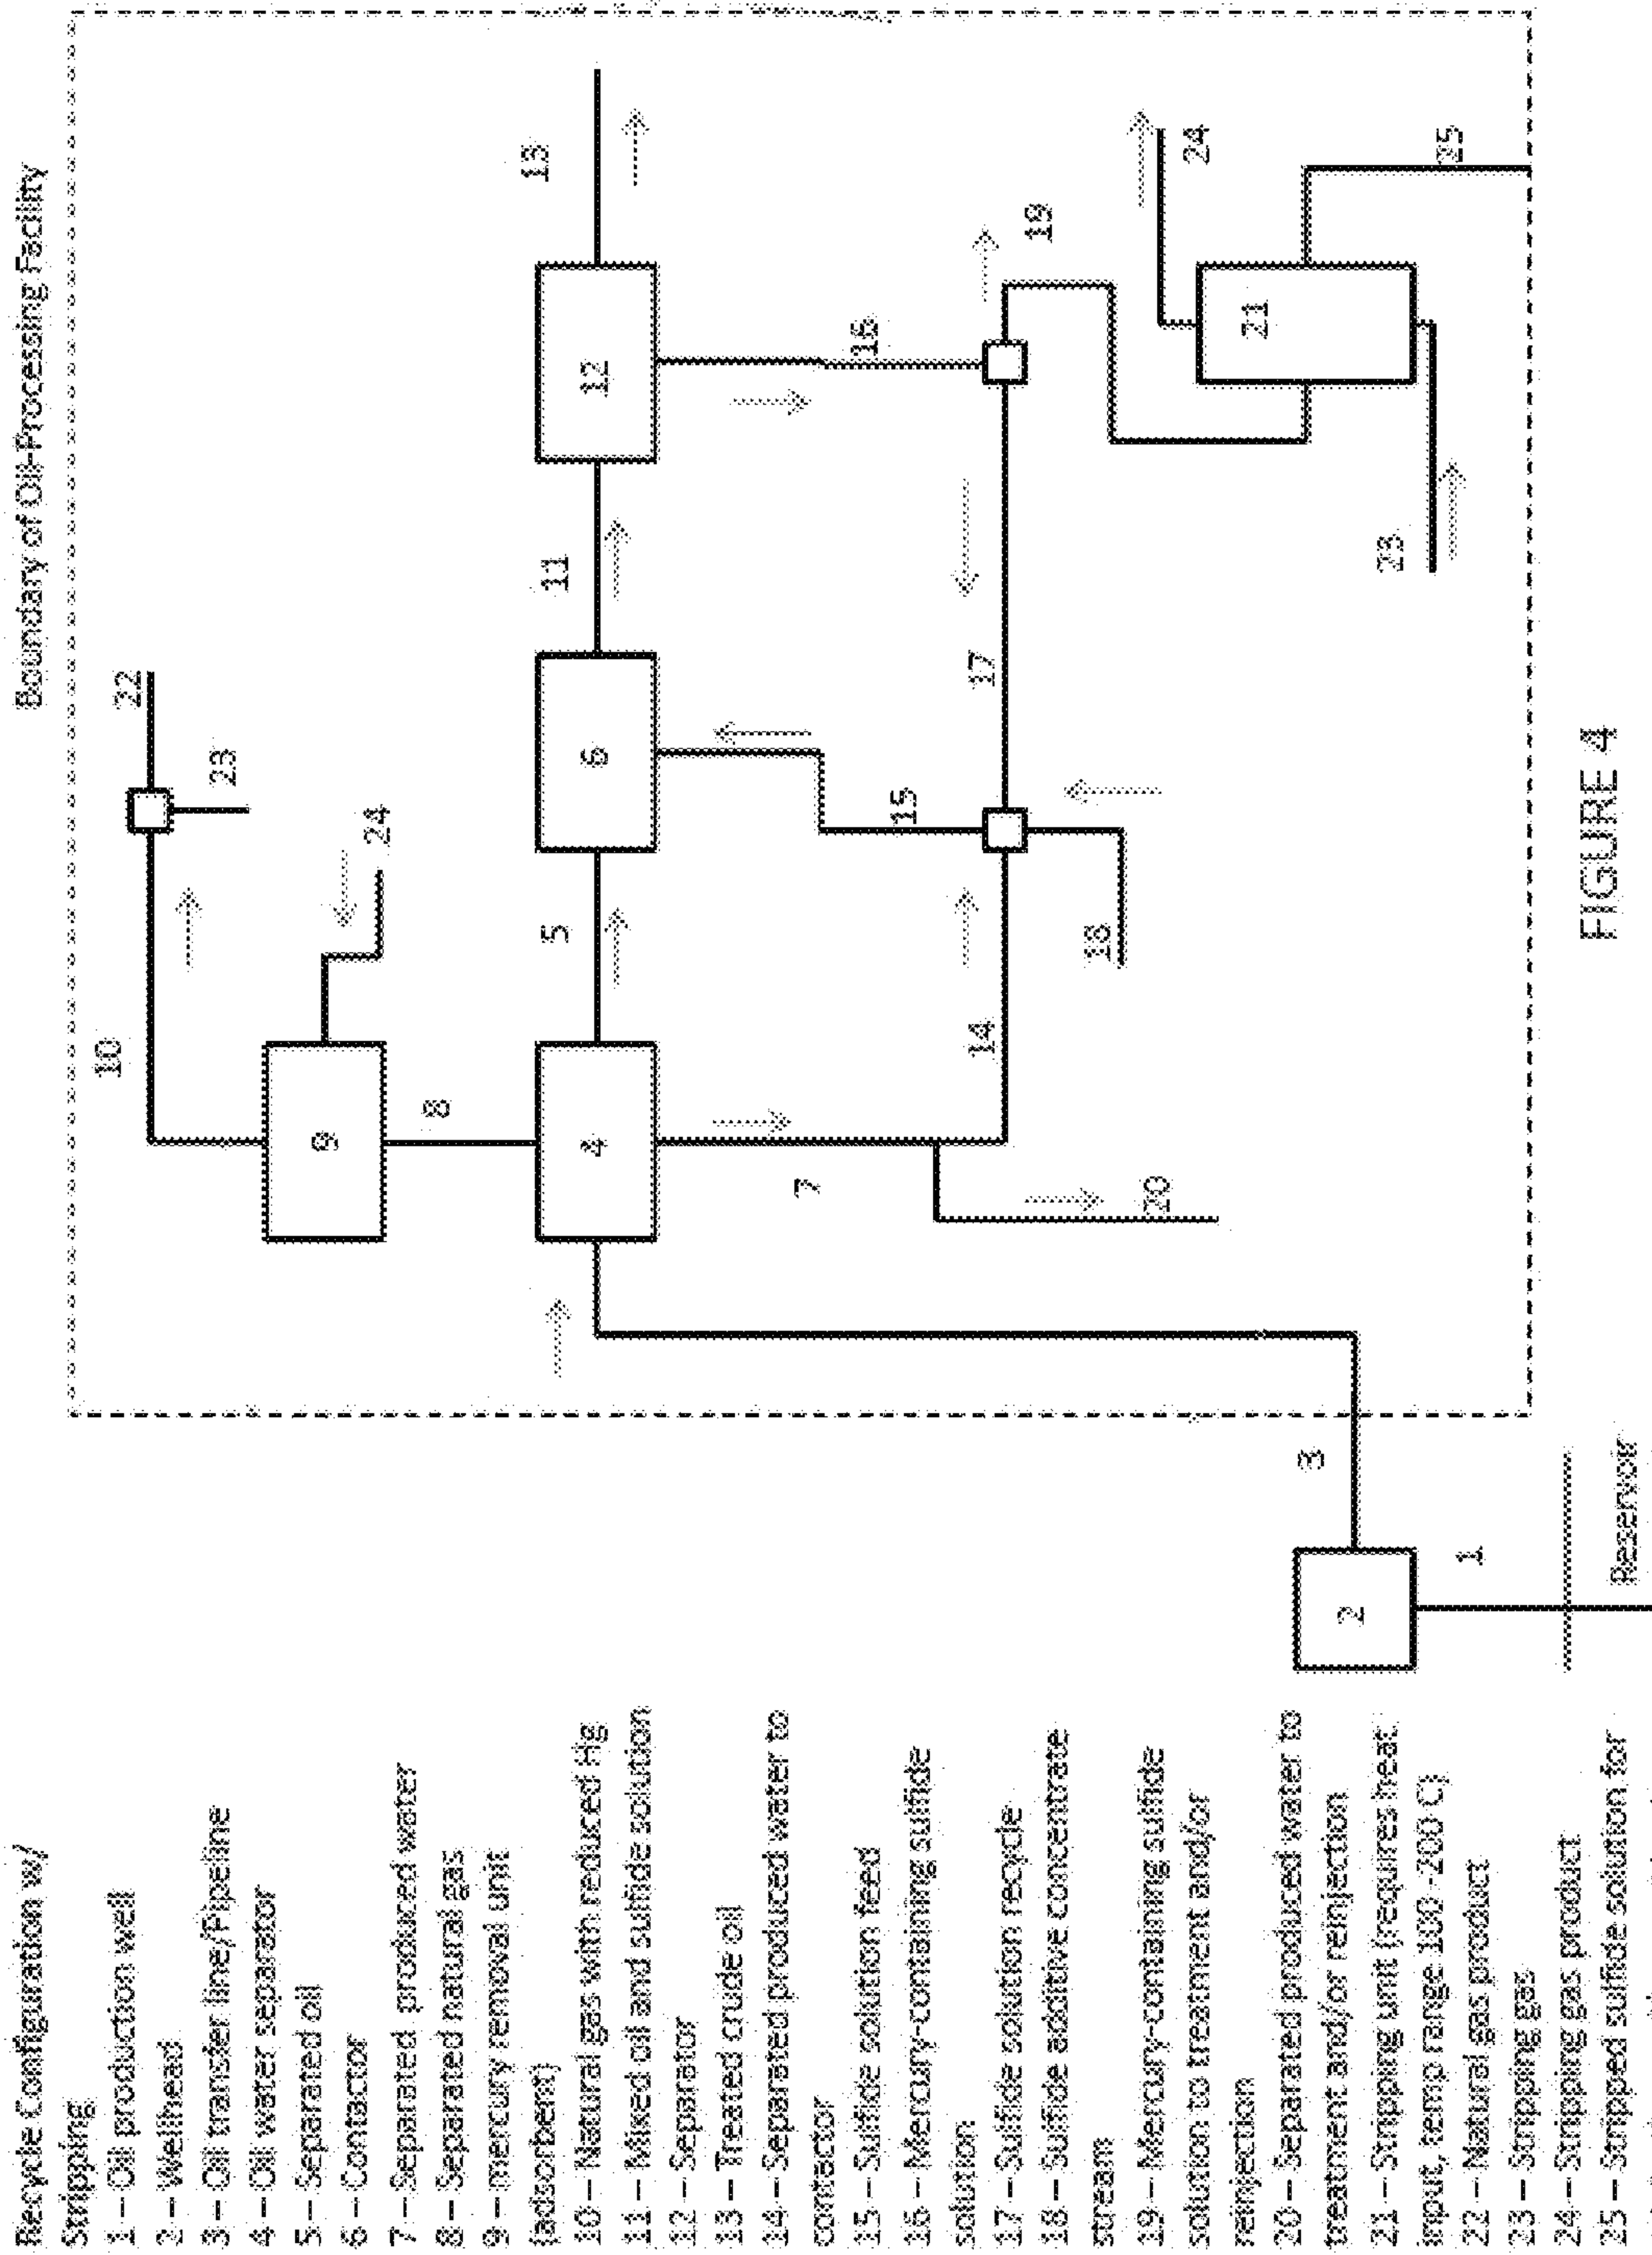 Recycle Configuration w/
Stripping
1 – Oil production well
2 – Wellhead
3 – Oil transfer line/Pipeline
4 – Oil water separator
5 – Separated oil
6 – Contactor
7 – Separated produced water
8 – Separated natural gas
9 – mercury removal unit
(adsorbent)
10 – Natural gas with reduced Hg
11 – Mixed oil and sulfide solution
12 – Separator
13 – Treated crude oil
14 – Separated produced water to
contactor
15 – Sulfide solution feed
16 – Mercury-containing sulfide
solution
17 – Sulfide solution recycle
18 – Sulfide additive concentrate
stream
19 – Mercury-containing sulfide
solution to treatment and/or
reinjection
20 – Separated produced water to
treatment and/or reinjection
21 – Stripping unit (requires heat
input, temp range 100-200 C)
22 – Natural gas product
23 – Stripping gas
24 – Stripping gas product
25 – Stripped sulfide solution for
Boundary of Oil-Processing Facility
10
22
23
24
9
8
4
5
6
11
12
13
7
20
14
15
18
17
16
19
21
24
23
25
3
2
1
Reservoir
FIGURE 4